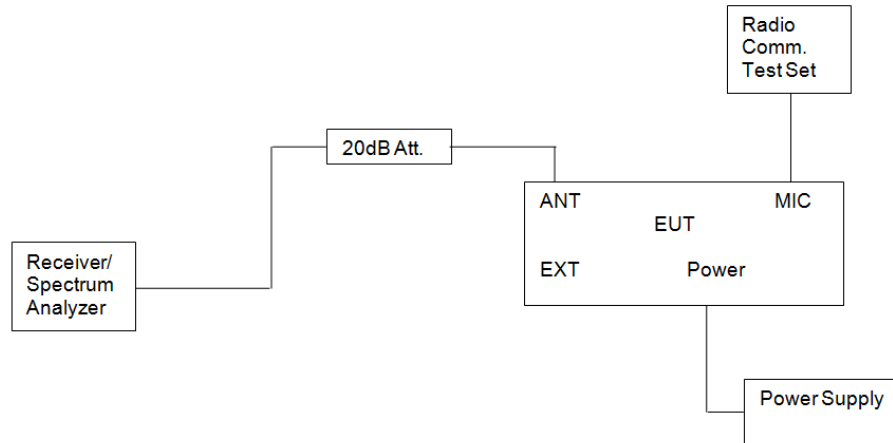 Radio
Comm.
Test Set
20dB Att.
ANT
MIC
EUT
EXT
Power
Receiver/
Spectrum
Analyzer
Power Supply